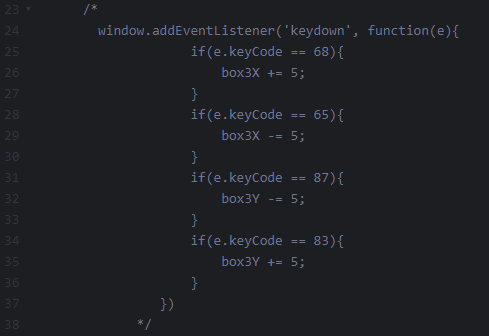 23 /*
24 window.addEventListener('keydown', function(e){
25 if(e.keyCode == 68){
26 box3X += 5;
27 }
28 if(e.keyCode == 65){
29 box3X -= 5;
30 }
31 if(e.keyCode == 87){
32 box3Y -= 5;
33 }
34 if(e.keyCode == 83){
35 box3Y += 5;
36 }
37 })
38 */